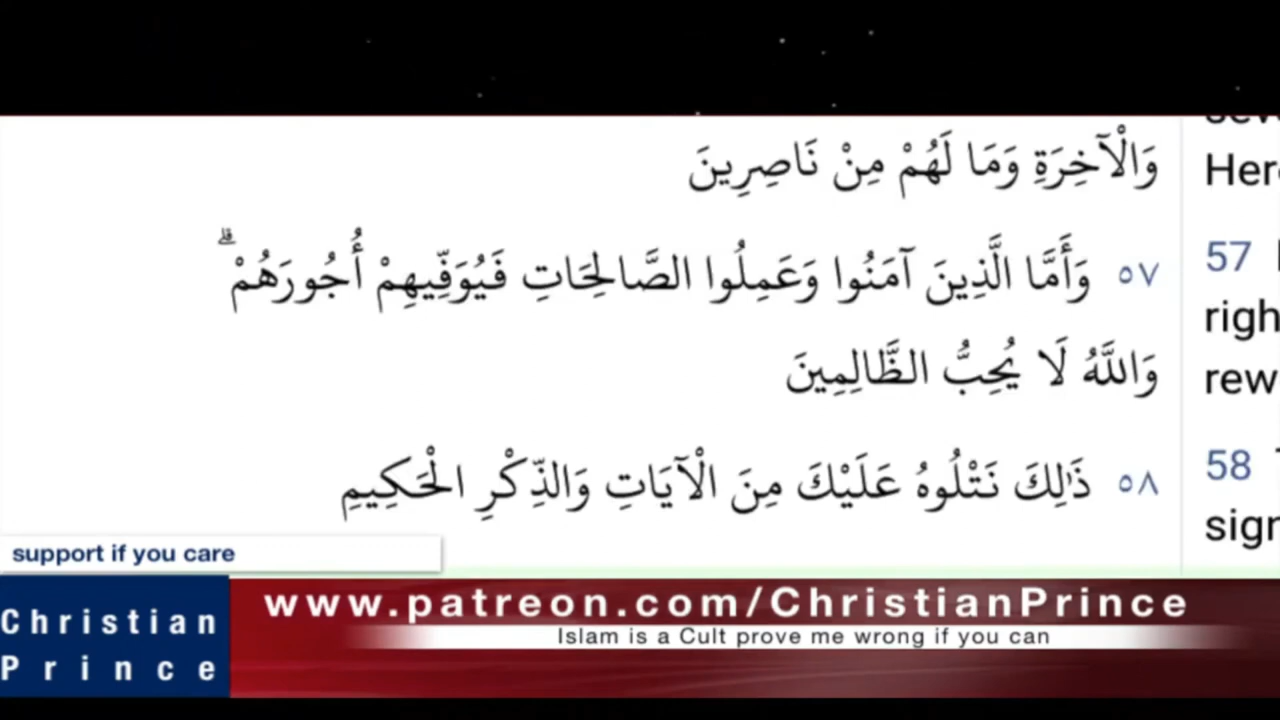 وَالْآخِرَةِ وَمَا لَهُمْ مِنْ نَاصِرِينَ
Her
٥٧ وَأَمَّا الَّذِينَ آمَنُوا وَعَمِلُوا الصَّالِحَاتِ فَيُوَفِّيهِمْ أُجُورَهُمْ ۗ
57
righ
وَاللَّهُ لَا يُحِبُّ الظَّالِمِينَ
rew
٥٨ ذَٰلِكَ نَتْلُوهُ عَلَيْكَ مِنَ الْآيَاتِ وَالذِّكْرِ الْحَكِيمِ
58
sign
support if you care
Christian
Prince
www.patreon.com/ChristianPrince
Islam is a Cult prove me wrong if you can